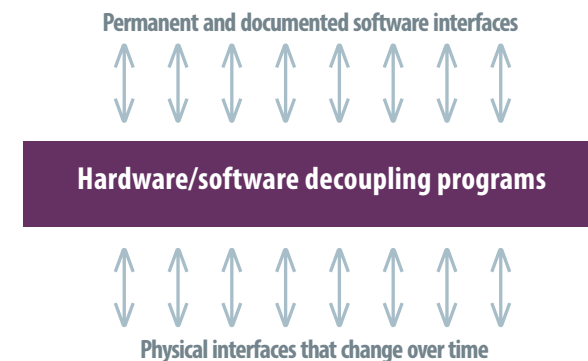 Permanent and documented software interfaces
Hardware/software decoupling programs
Physical interfaces that change over time